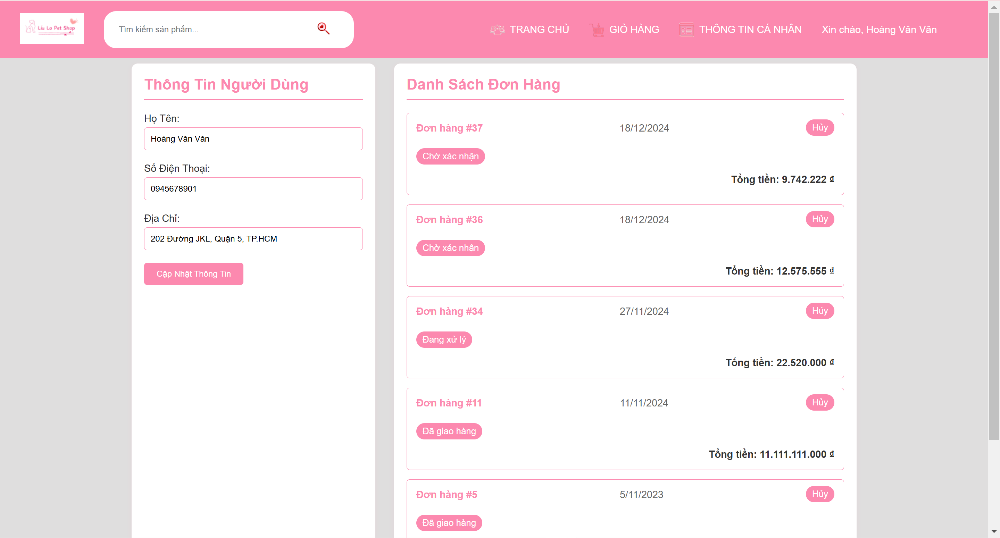 Liu Lo Pet Shop
Tìm kiếm sản phẩm...
TRANG CHỦ
GIỎ HÀNG
THÔNG TIN CÁ NHÂN
Xin chào, Hoàng Văn Văn
Thông Tin Người Dùng
Họ Tên:
Hoàng Văn Văn
Số Điện Thoại:
0945678901
Địa Chỉ:
202 Đường JKL, Quận 5, TP.HCM
Cập Nhật Thông Tin
Danh Sách Đơn Hàng
Đơn hàng #37 18/12/2024 Hủy
Chờ xác nhận
Tổng tiền: 9.742.222 ₫
Đơn hàng #36 18/12/2024 Hủy
Chờ xác nhận
Tổng tiền: 12.575.555 ₫
Đơn hàng #34 27/11/2024 Hủy
Đang xử lý
Tổng tiền: 22.520.000 ₫
Đơn hàng #11 11/11/2024 Hủy
Đã giao hàng
Tổng tiền: 11.111.111.000 ₫
Đơn hàng #5 5/11/2023 Hủy
Đã giao hàng